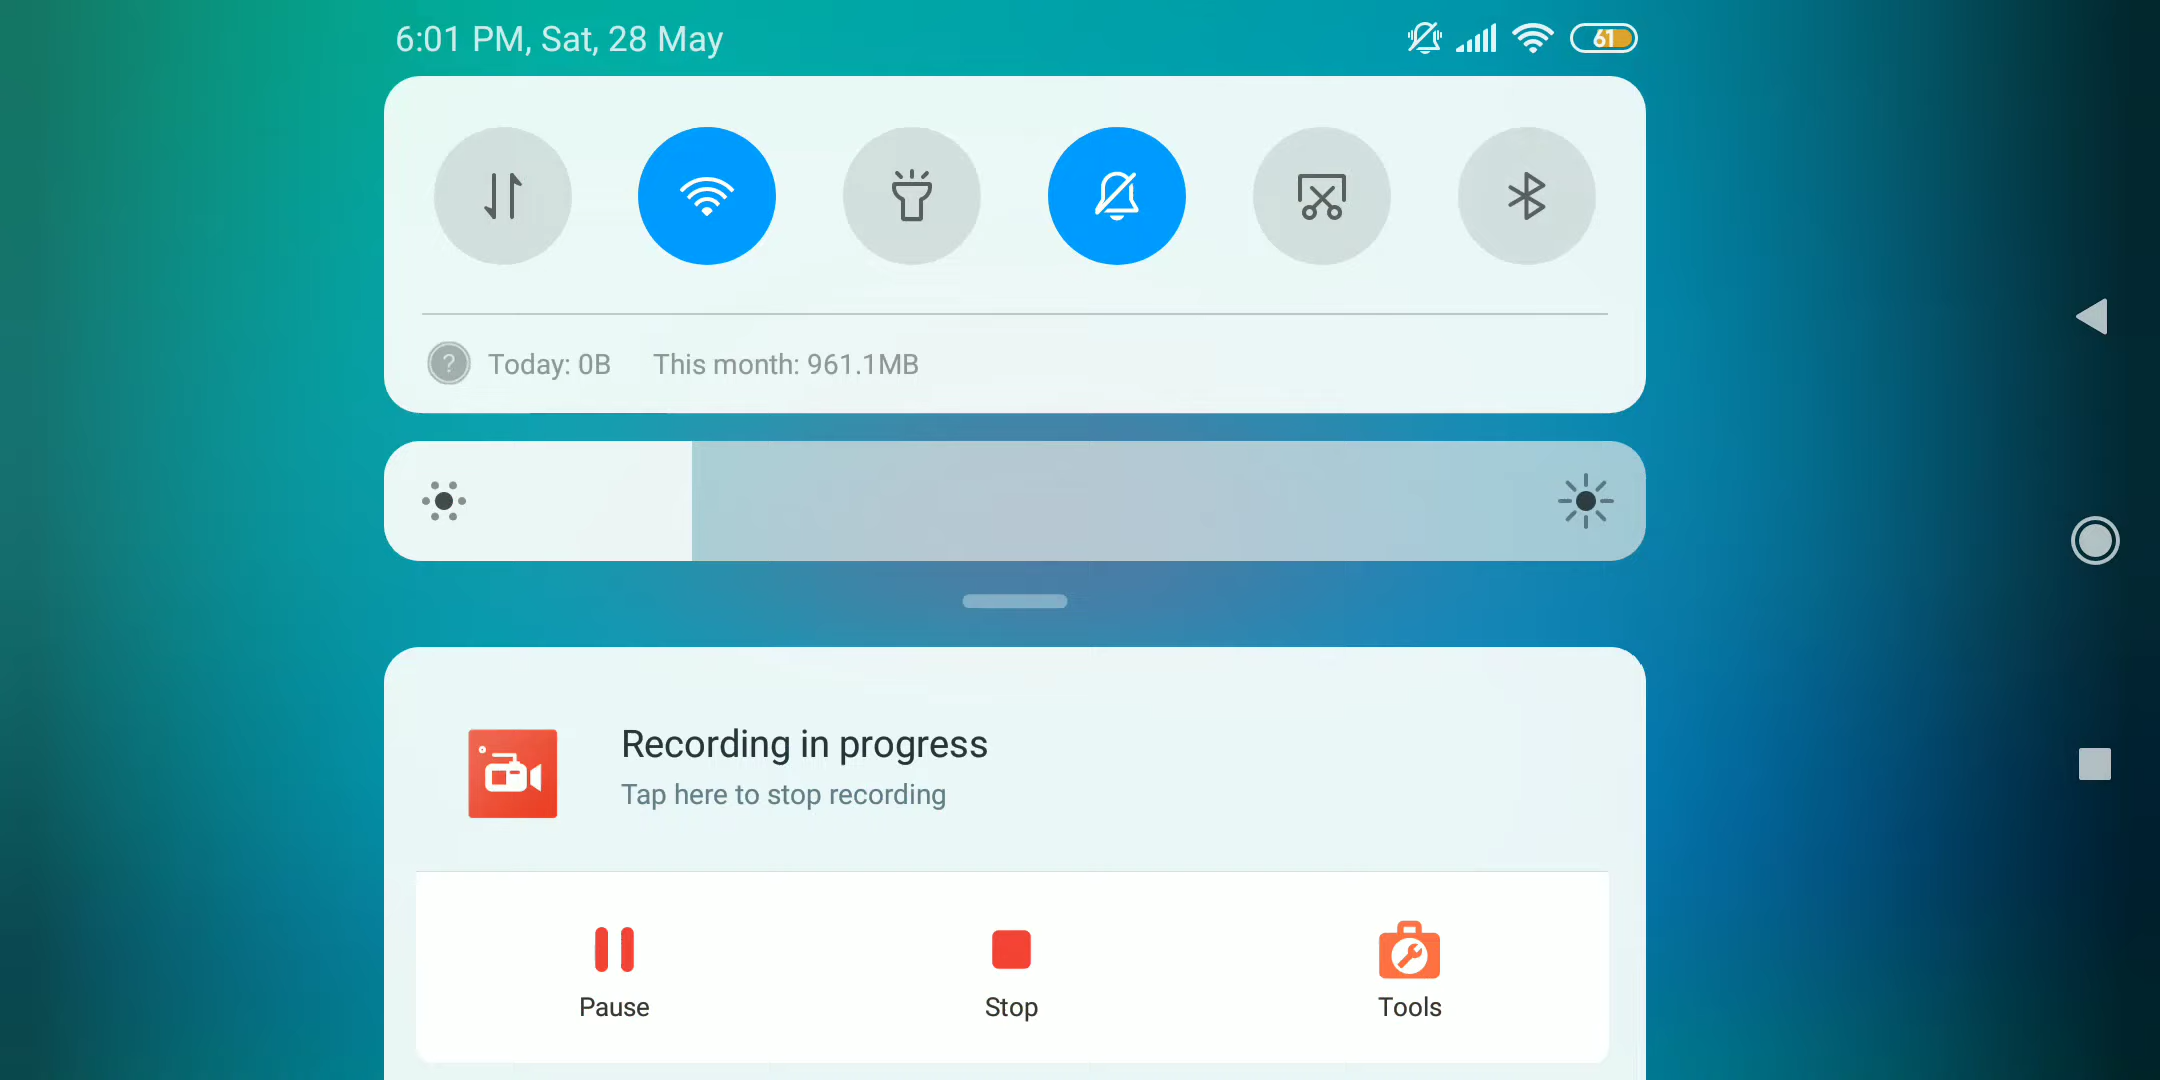 6:01 PM, Sat, 28 May
61
? Today: 0B This month: 961.1MB
Recording in progress
Tap here to stop recording
Pause Stop Tools